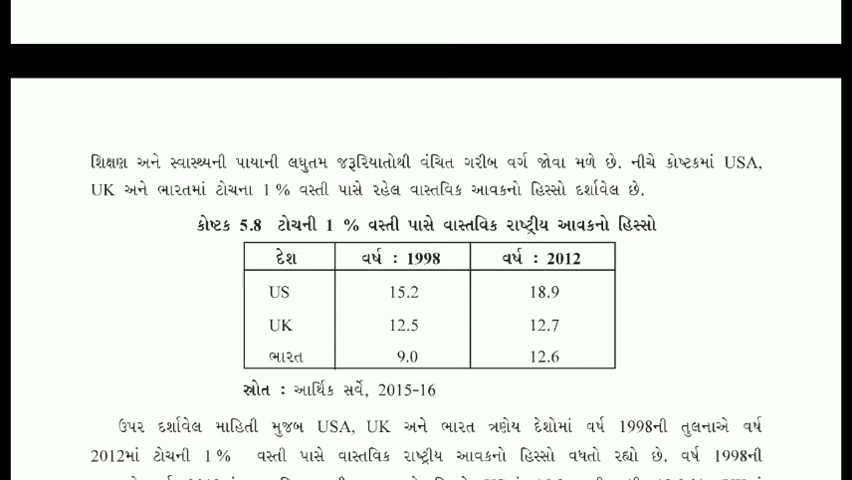 શિક્ષણ અને સ્વાસ્થ્યની પાયાની લઘુતમ જરૂરિયાતોથી વંચિત ગરીબ વર્ગ જોવા મળે છે. નીચે કોષ્ટકમાં USA,
UK અને ભારતમાં ટોચના 1 % વસ્તી પાસે રહેલ વાસ્તવિક આવકનો હિસ્સો દર્શાવેલ છે.
કોષ્ટક 5.8 ટોચની 1 % વસ્તી પાસે વાસ્તવિક રાષ્ટ્રીય આવકનો હિસ્સો
દેશ વર્ષ : 1998 વર્ષ : 2012
US 15.2 18.9
UK 12.5 12.7
ભારત 9.0 12.6
સ્રોત : આર્થિક સર્વે, 2015-16
ઉપર દર્શાવેલ માહિતી મુજબ USA, UK અને ભારત ત્રણેય દેશોમાં વર્ષ 1998ની તુલનાએ વર્ષ
2012માં ટોચની 1 % વસ્તી પાસે વાસ્તવિક રાષ્ટ્રીય આવકનો હિસ્સો વધતો રહ્યો છે. વર્ષ 1998ની